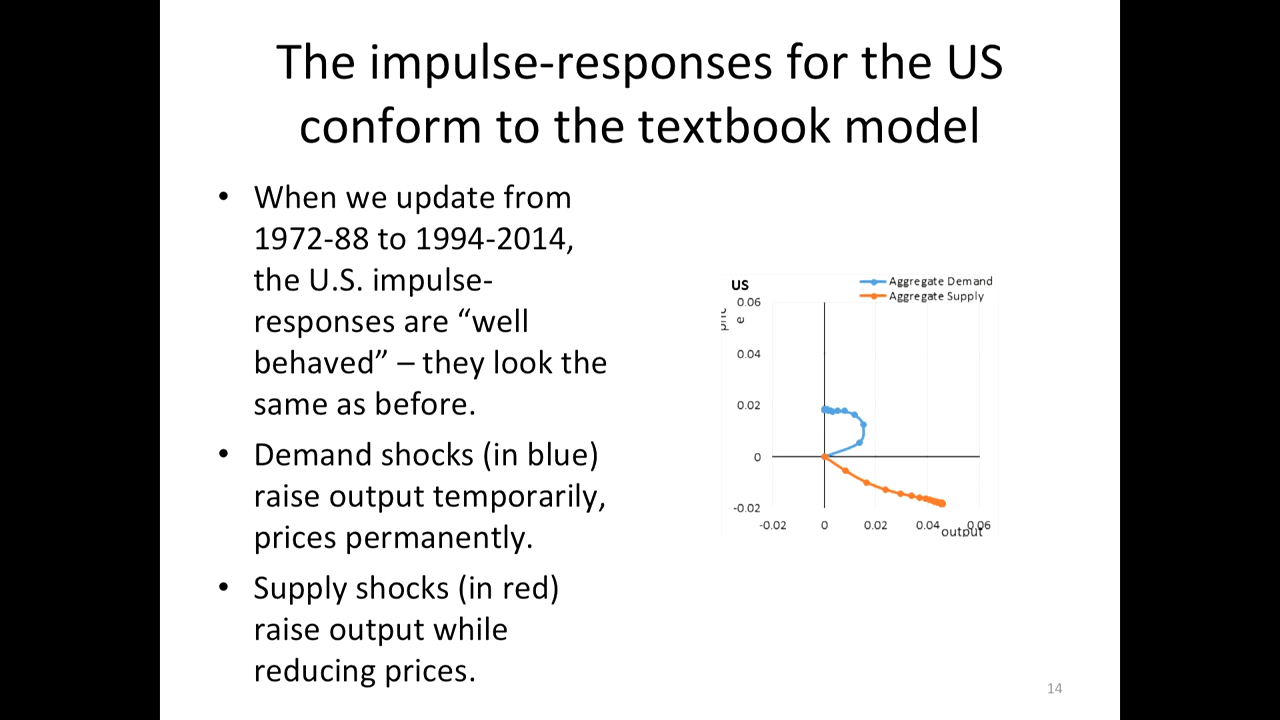 The impulse-responses for the US
conform to the textbook model
• When we update from
1972-88 to 1994-2014,
the U.S. impulse-
responses are “well
behaved” – they look the
same as before.
• Demand shocks (in blue)
raise output temporarily,
prices permanently.
• Supply shocks (in red)
raise output while
reducing prices.
US
Aggregate Demand
Aggregate Supply
0.06
0.04
0.02
0
-0.02
-0.02 0 0.02 0.04 0.06
output
14